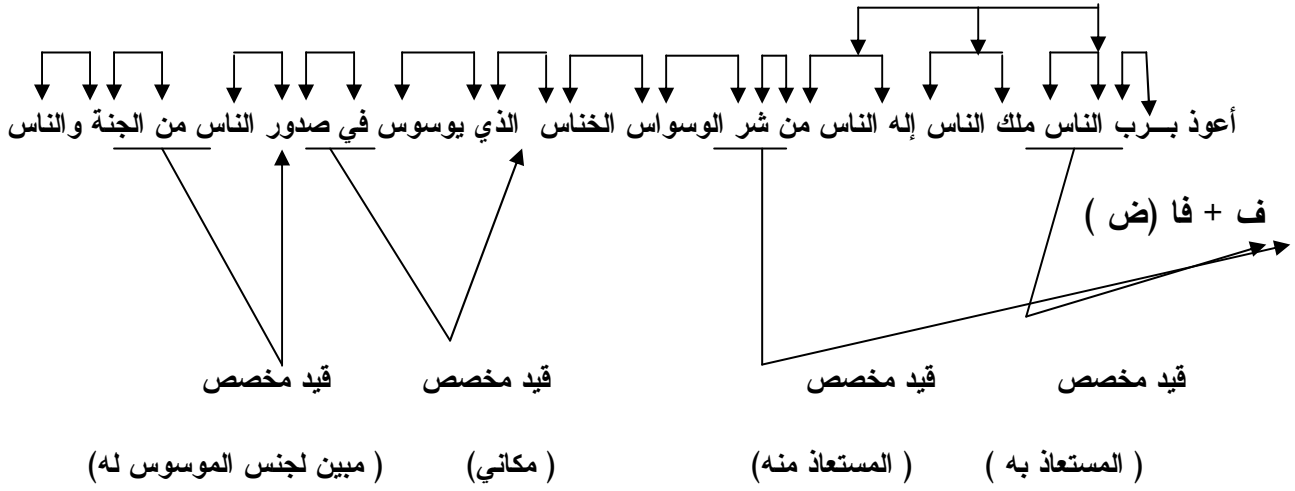 أعوذ بـــرب الناس ملك الناس إله الناس من شر الوسواس الخناس الذي يوسوس في صدور الناس من الجنة والناس
ف + فا (ض )
قيد مخصص قيد مخصص قيد مخصص قيد مخصص
( المستعاذ به ) ( المستعاذ منه) ( مكاني) ( مبين لجنس الموسوس له)